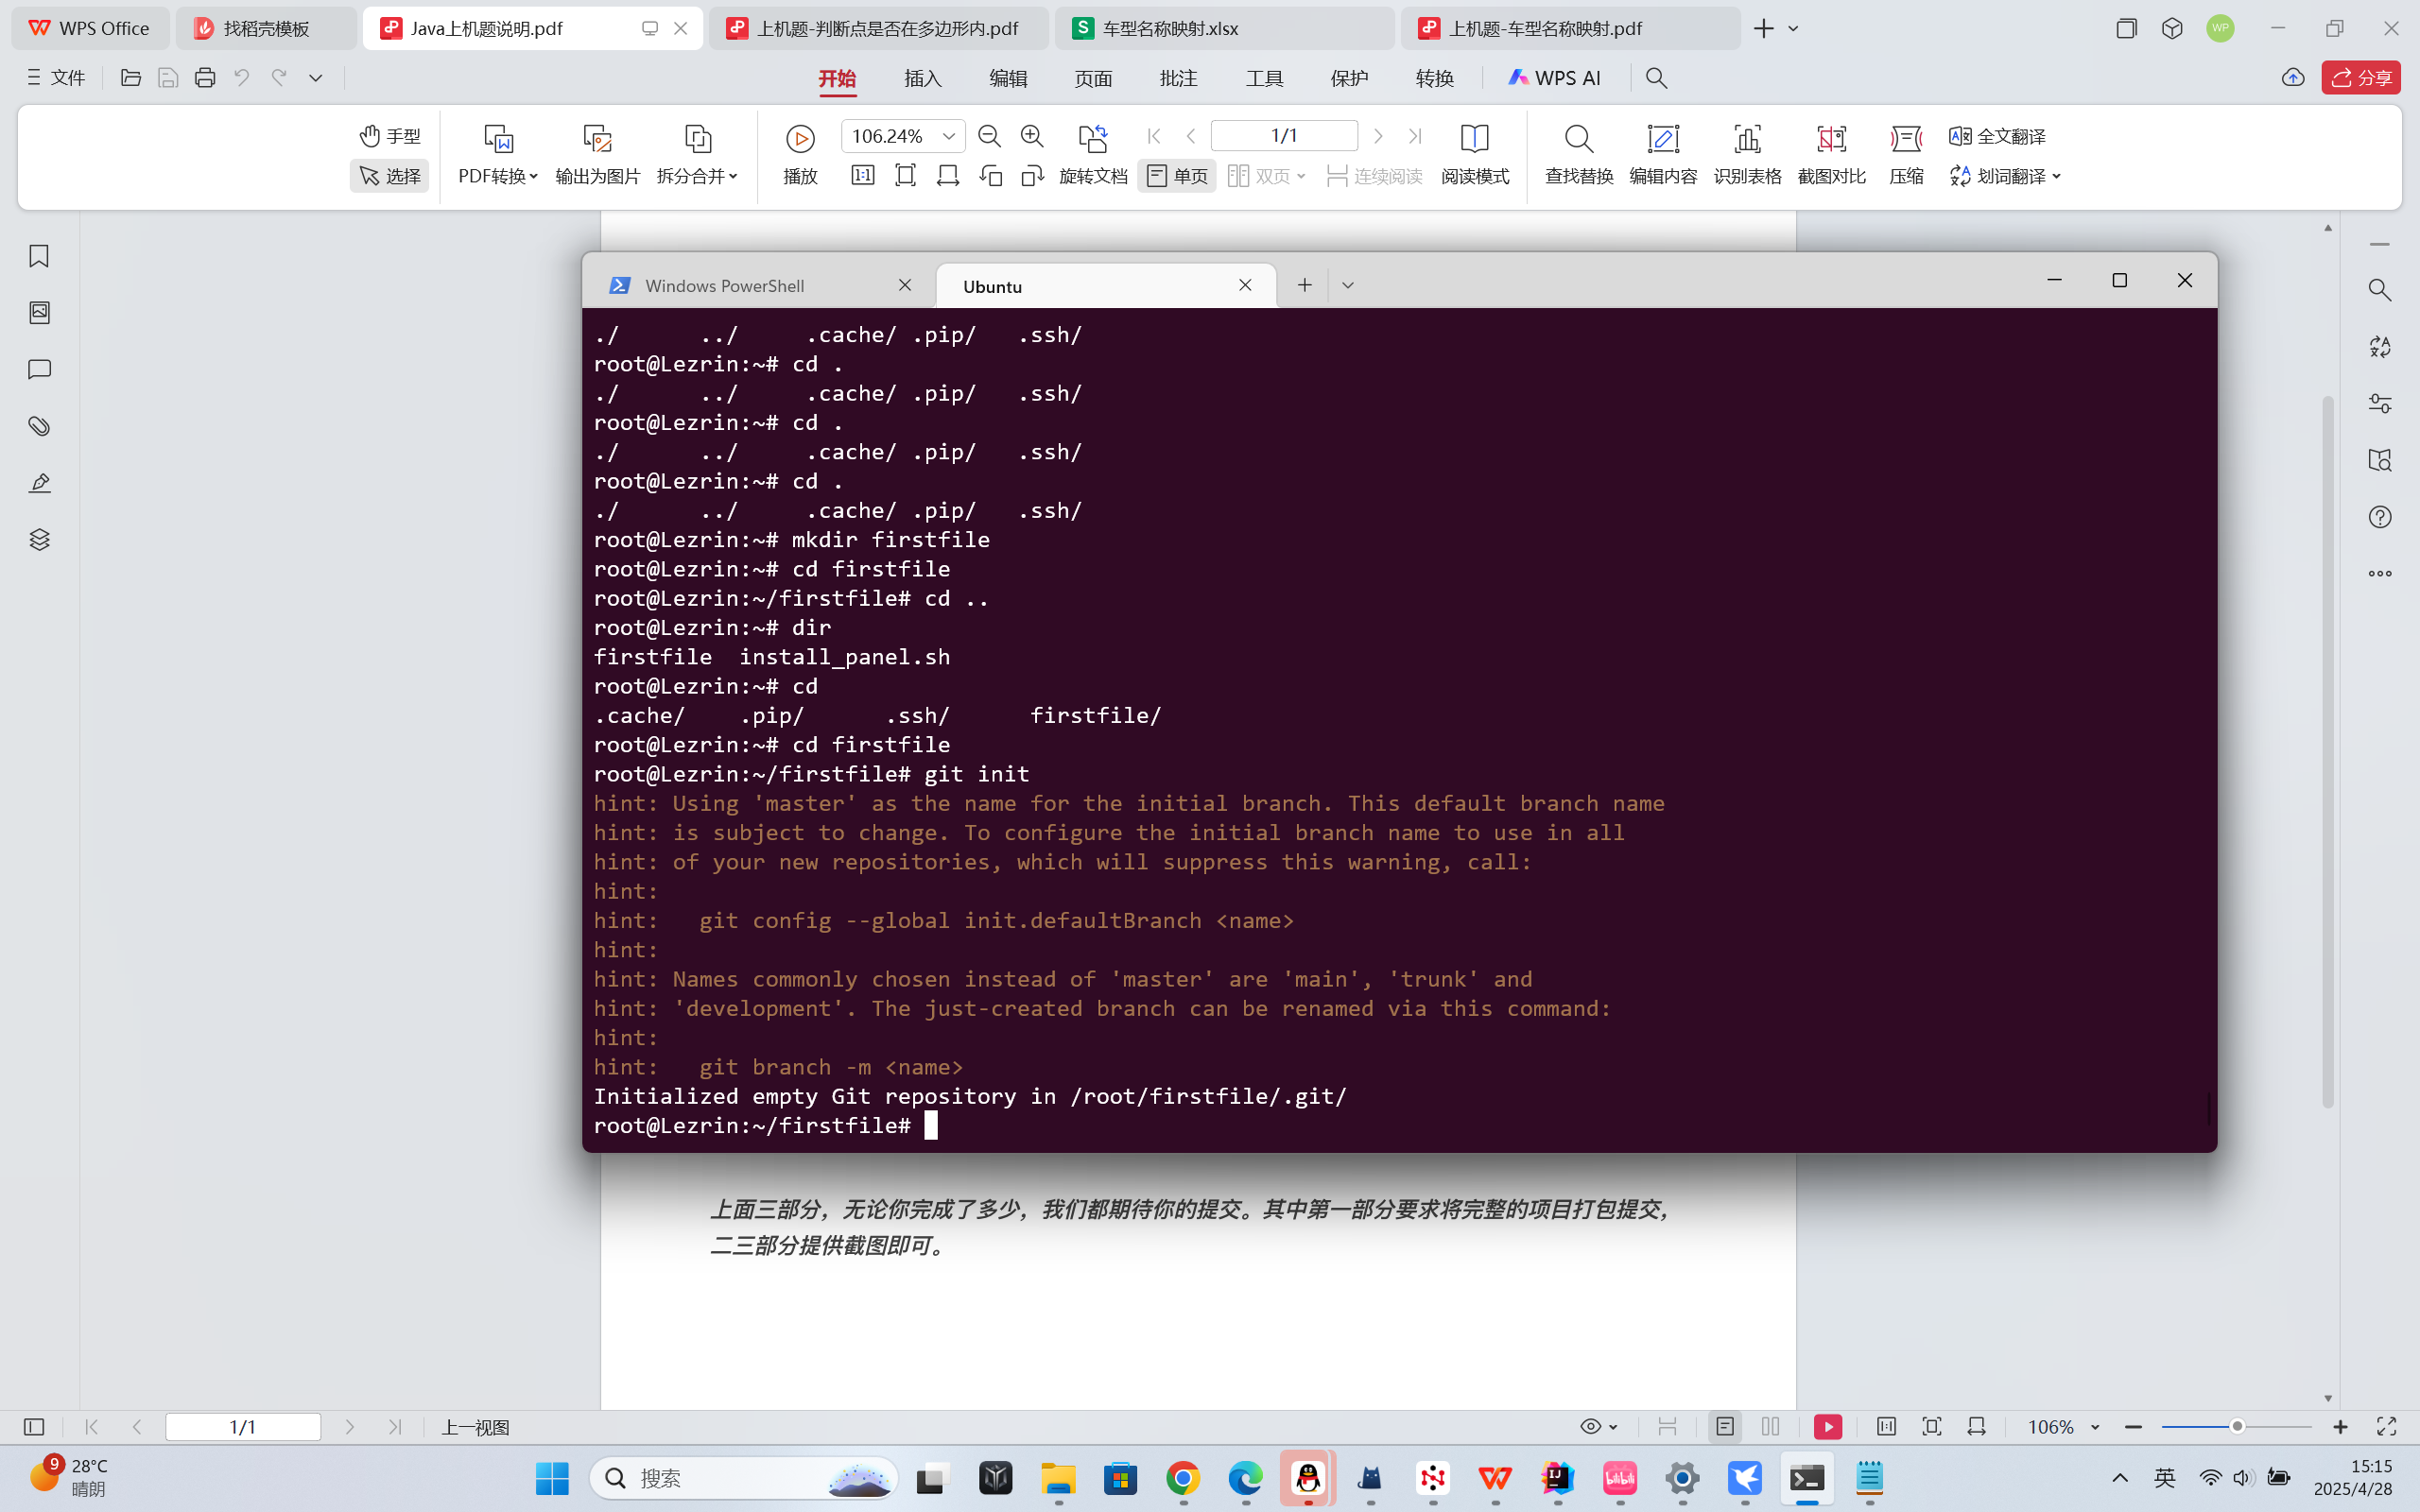 WPS Office
找稻壳模板
Java上机题说明.pdf
上机题-判断点是否在多边形内.pdf
车型名称映射.xlsx
上机题-车型名称映射.pdf
WP
文件
开始
插入
编辑
页面
批注
工具
保护
转换
WPS AI
分享
手型
选择
PDF转换
输出为图片
拆分合并
播放
106.24%
旋转文档
1/1
单页
双页
连续阅读
阅读模式
查找替换
编辑内容
识别表格
截图对比
压缩
全文翻译
划词翻译
Windows PowerShell
Ubuntu
./ ../ .cache/ .pip/ .ssh/
root@Lezrin:~# cd .
./ ../ .cache/ .pip/ .ssh/
root@Lezrin:~# cd .
./ ../ .cache/ .pip/ .ssh/
root@Lezrin:~# cd .
./ ../ .cache/ .pip/ .ssh/
root@Lezrin:~# mkdir firstfile
root@Lezrin:~# cd firstfile
root@Lezrin:~/firstfile# cd ..
root@Lezrin:~# dir
firstfile install_panel.sh
root@Lezrin:~# cd
.cache/ .pip/ .ssh/ firstfile/
root@Lezrin:~# cd firstfile
root@Lezrin:~/firstfile# git init
hint: Using 'master' as the name for the initial branch. This default branch name
hint: is subject to change. To configure the initial branch name to use in all
hint: of your new repositories, which will suppress this warning, call:
hint:
hint: git config --global init.defaultBranch <name>
hint:
hint: Names commonly chosen instead of 'master' are 'main', 'trunk' and
hint: 'development'. The just-created branch can be renamed via this command:
hint:
hint: git branch -m <name>
Initialized empty Git repository in /root/firstfile/.git/
root@Lezrin:~/firstfile#
上面三部分，无论你完成了多少，我们都期待你的提交。其中第一部分要求将完整的项目打包提交，
二三部分提供截图即可。
1/1
上一视图
106%
9
28°C
晴朗
搜索
英
15:15
2025/4/28